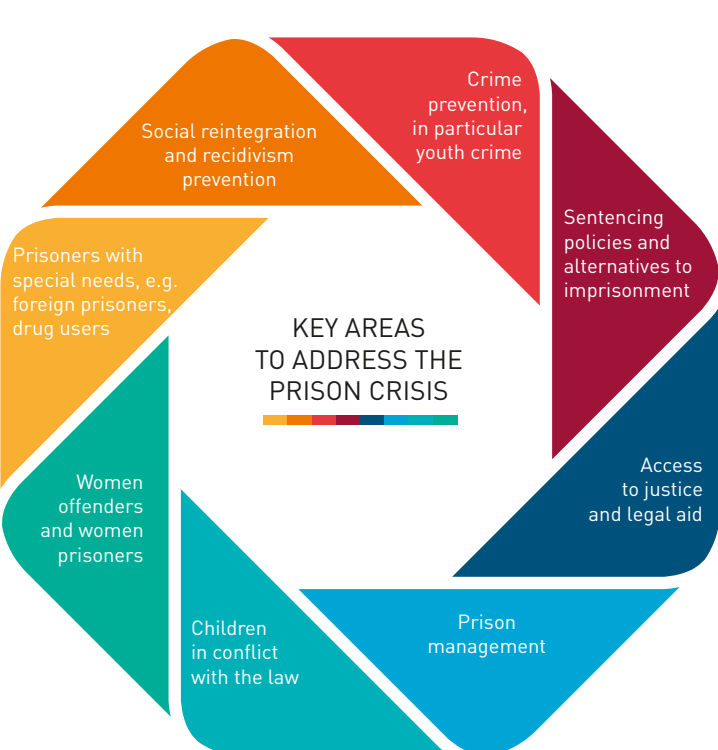 KEY AREAS
TO ADDRESS THE
PRISON CRISIS
Crime
prevention,
in particular
youth crime
Sentencing
policies and
alternatives to
imprisonment
Access
to justice
and legal aid
Prison
management
Children
in conflict
with the law
Women
offenders
and women
prisoners
Prisoners with
special needs, e.g.
foreign prisoners,
drug users
Social reintegration
and recidivism
prevention